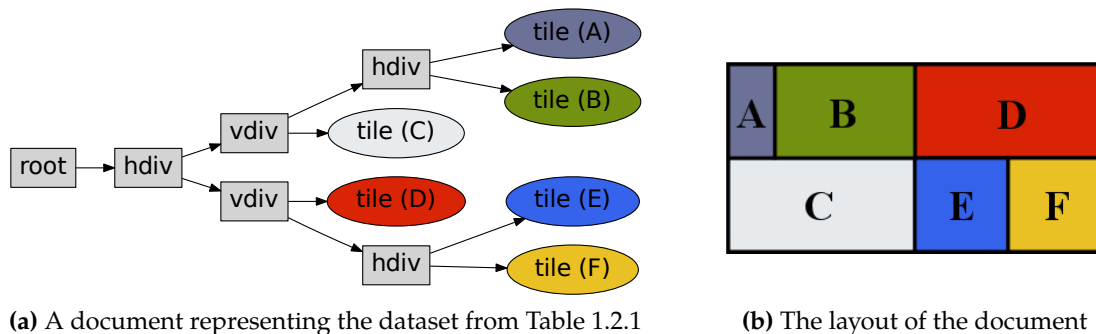 tile (A)
hdiv
tile (B)
vdiv
tile (C)
root
hdiv
vdiv
tile (D)
tile (E)
hdiv
tile (F)
(a) A document representing the dataset from Table 1.2.1
A
B
D
C
E
F
(b) The layout of the document